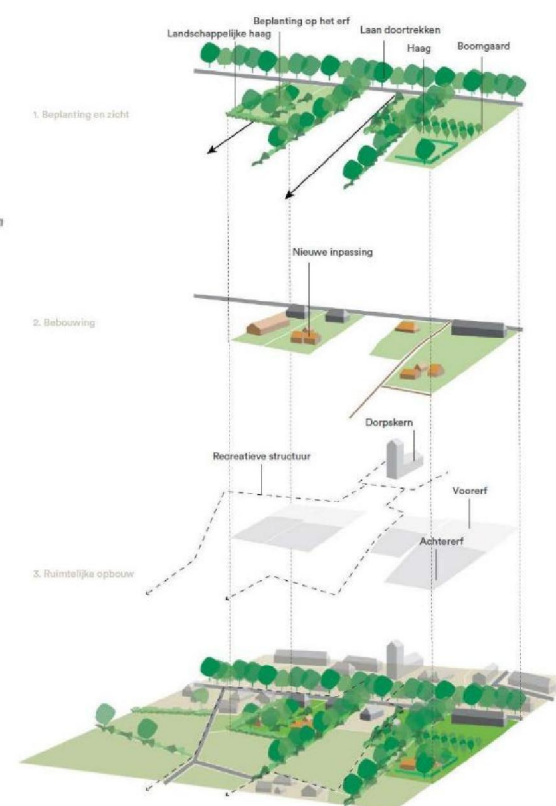 Beplanting op het erf
Landschappelijke haag
Laan doortrekken
Haag
Boomgaard
1. Beplanting en zicht
Nieuwe inpassing
2. Bebouwing
Dorpskern
Recreatieve structuur
Voorerf
Achtererf
3. Ruimtelijke opbouw